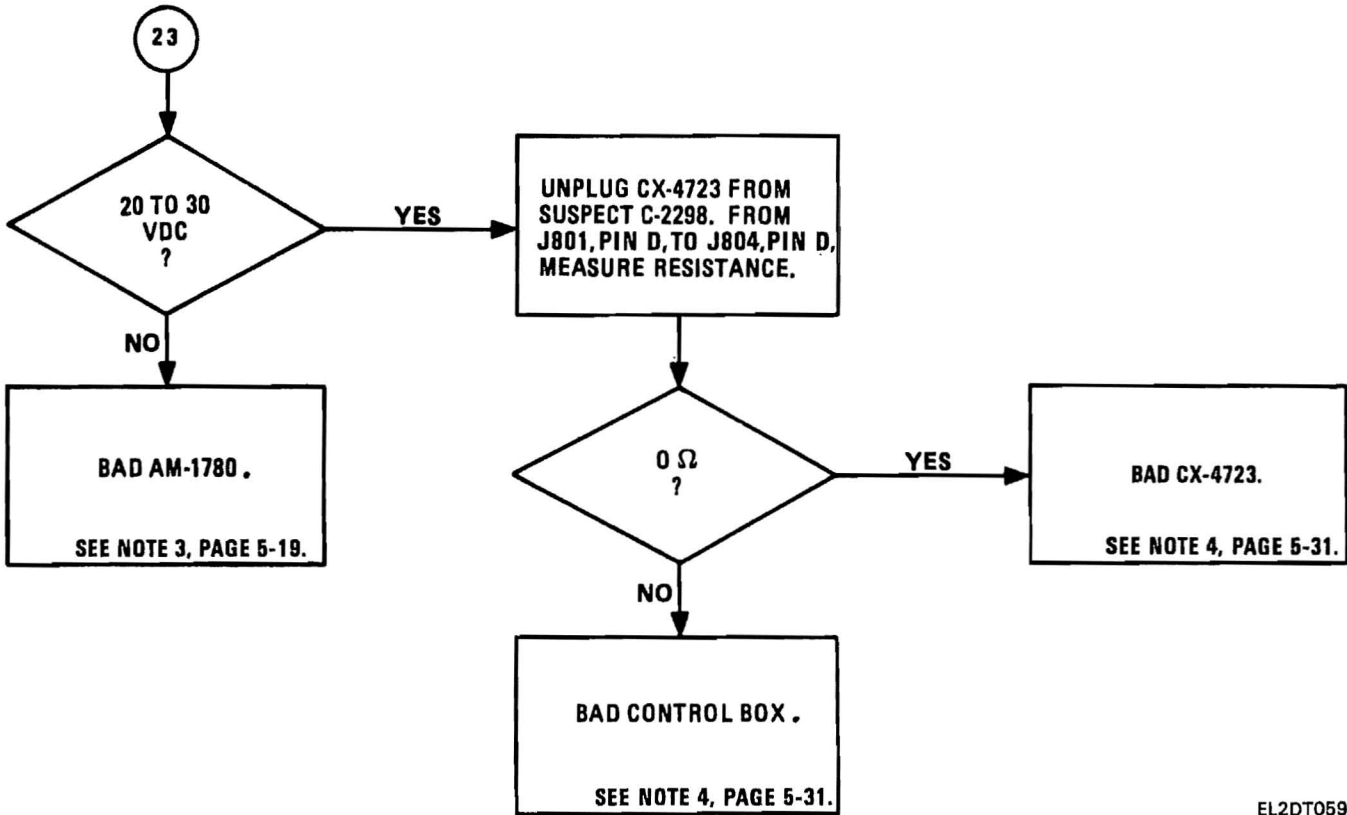 23
20 TO 30
VDC
?
YES
NO
UNPLUG CX-4723 FROM
SUSPECT C-2298. FROM
J801, PIN D, TO J804, PIN D,
MEASURE RESISTANCE.
BAD AM-1780.
SEE NOTE 3, PAGE 5-19.
0 Ω
?
YES
NO
BAD CX-4723.
SEE NOTE 4, PAGE 5-31.
BAD CONTROL BOX.
SEE NOTE 4, PAGE 5-31.
EL2DT059